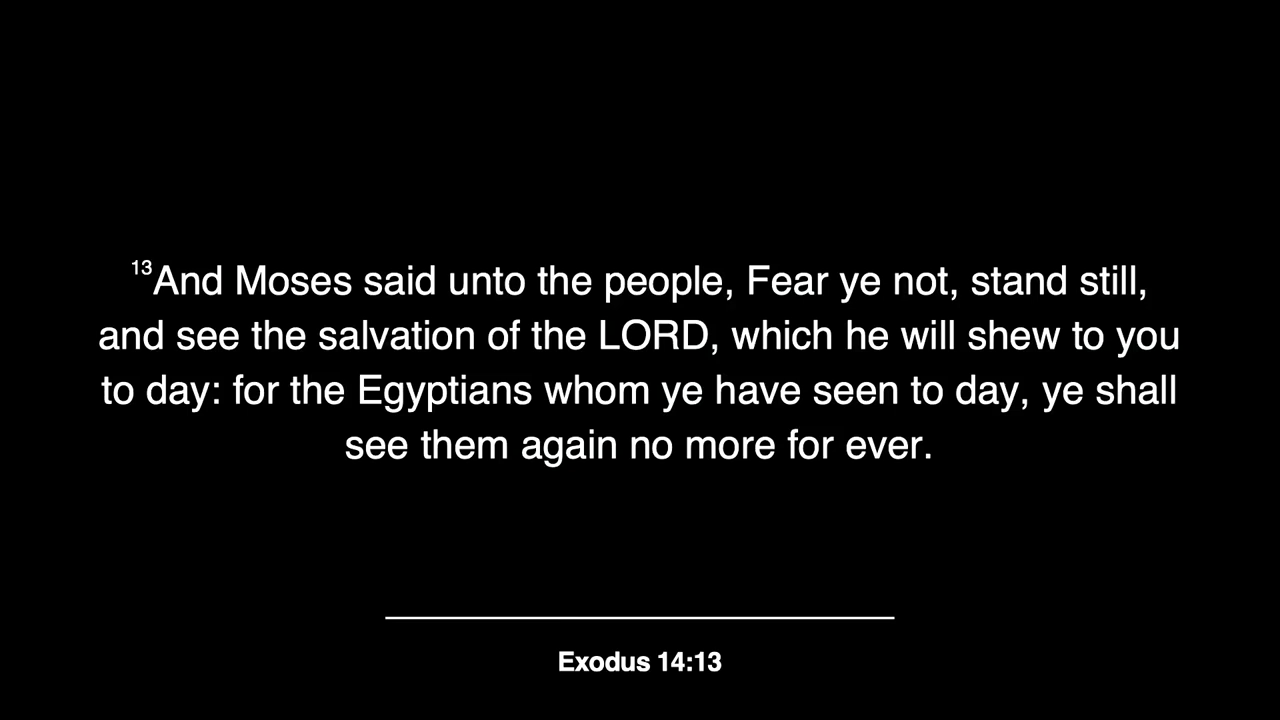 13And Moses said unto the people, Fear ye not, stand still,
and see the salvation of the LORD, which he will shew to you
to day: for the Egyptians whom ye have seen to day, ye shall
see them again no more for ever.
Exodus 14:13